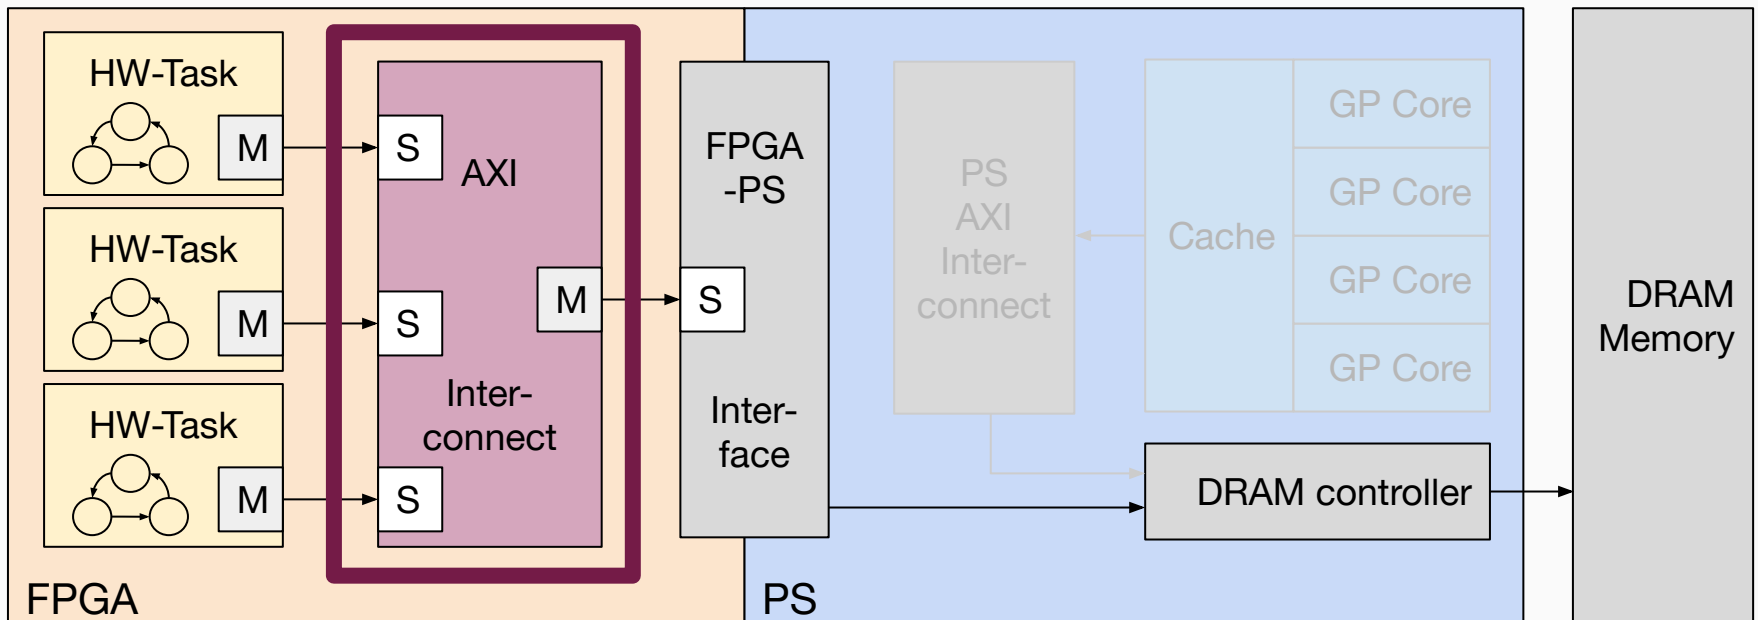 HW-Task
M
HW-Task
M
HW-Task
M
S
AXI
S
M
Inter-
connect
S
FPGA
-PS
S
Inter-
face
PS
AXI
Inter-
connect
Cache
GP Core
GP Core
GP Core
GP Core
DRAM controller
DRAM
Memory
FPGA
PS